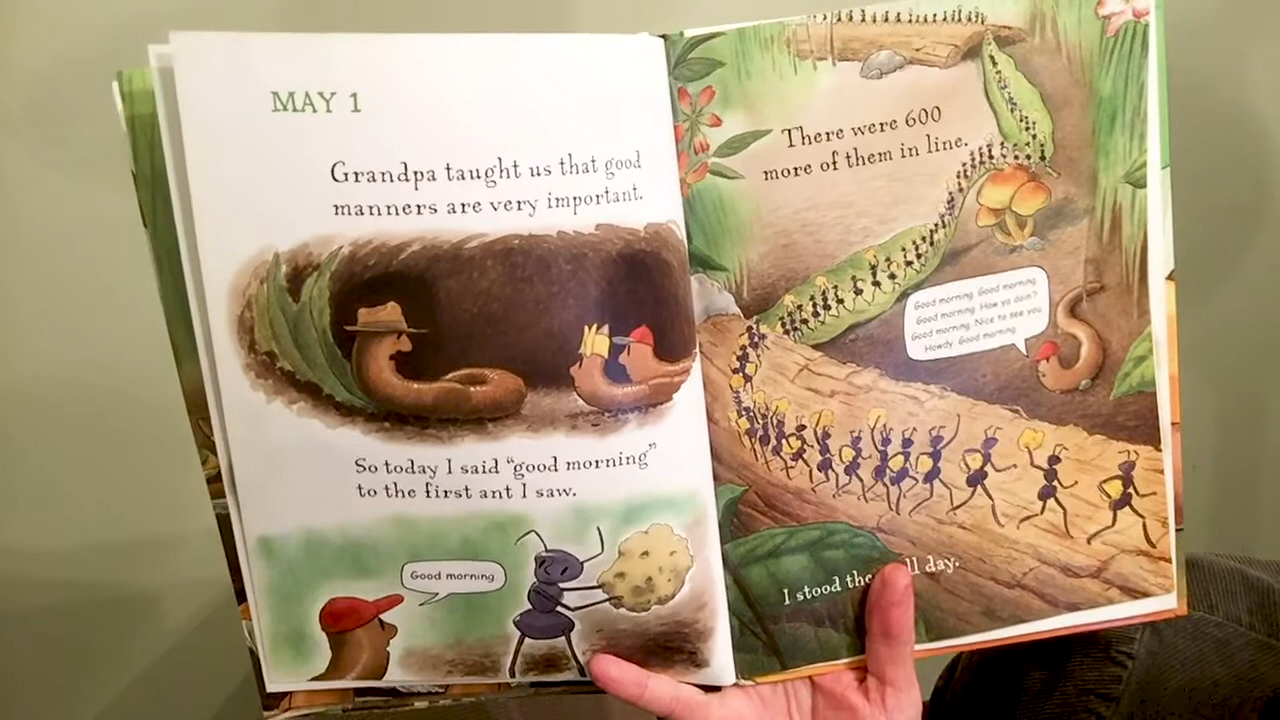 MAY 1
Grandpa taught us that good
manners are very important.
So today I said “good morning”
to the first ant I saw.
Good morning.
There were 600
more of them in line.
Good morning. Good morning.
Good morning. How ya doin?
Good morning. Nice to see you.
Howdy. Good morning.
I stood day.